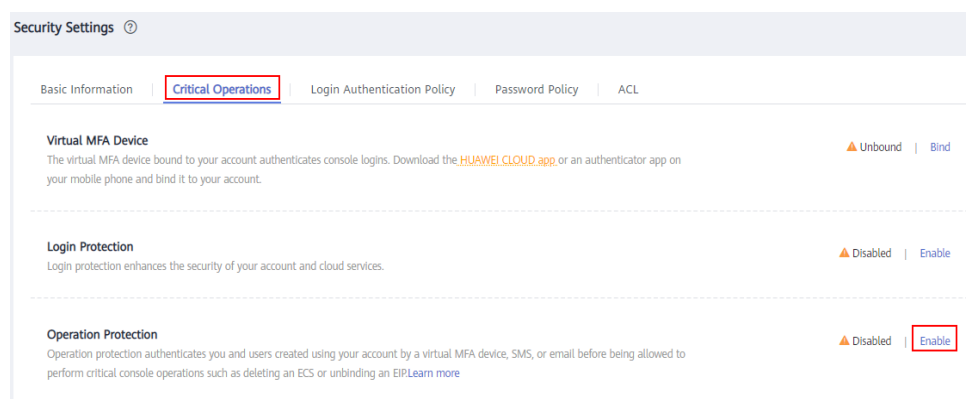 Security Settings ?
Basic Information | Critical Operations | Login Authentication Policy | Password Policy | ACL
Virtual MFA Device
The virtual MFA device bound to your account authenticates console logins. Download the HUAWEI CLOUD app or an authenticator app on
your mobile phone and bind it to your account.
Unbound | Bind
Login Protection
Login protection enhances the security of your account and cloud services.
Disabled | Enable
Operation Protection
Operation protection authenticates you and users created using your account by a virtual MFA device, SMS, or email before being allowed to
perform critical console operations such as deleting an ECS or unbinding an EIP.Learn more
Disabled | Enable